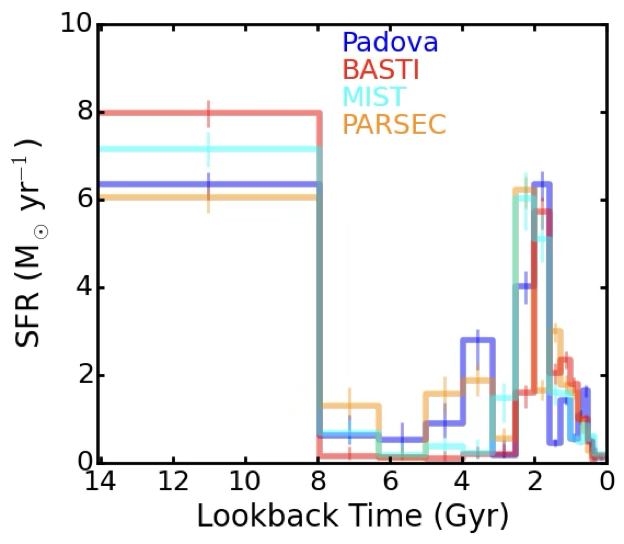 10
8
6
4
2
0
SFR (M☉ yr⁻¹)
Padova
BASTI
MIST
PARSEC
14 12 10 8 6 4 2 0
Lookback Time (Gyr)